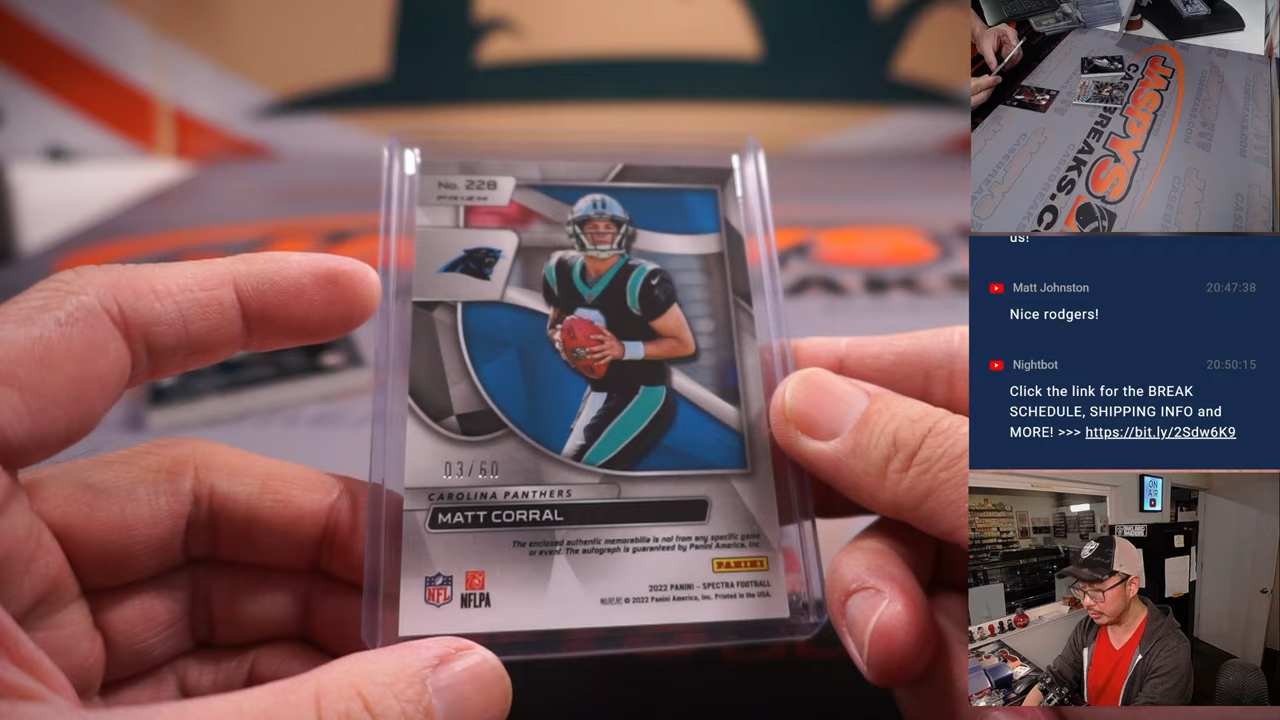 No. 228
PRIZM
03/60
CAROLINA PANTHERS
MATT CORRAL
The enclosed authentic memorabilia is not from any specific game
or event. The autograph is guaranteed by Panini America, Inc.
PANINI
NFL
NFLPA
2022 PANINI - SPECTRA FOOTBALL
© 2022 Panini America, Inc. Printed in the USA.
JASPYS
CASEBREAKS.C
us!
Matt Johnston 20:47:38
Nice rodgers!
Nightbot 20:50:15
Click the link for the BREAK
SCHEDULE, SHIPPING INFO and
MORE! >>> https://bit.ly/2Sdw6K9
ON
AIR